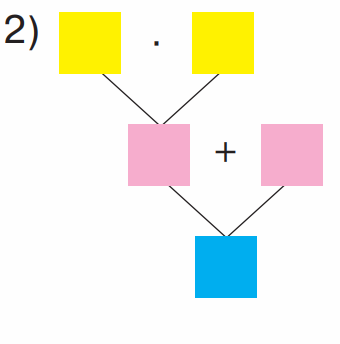 2) ·
+